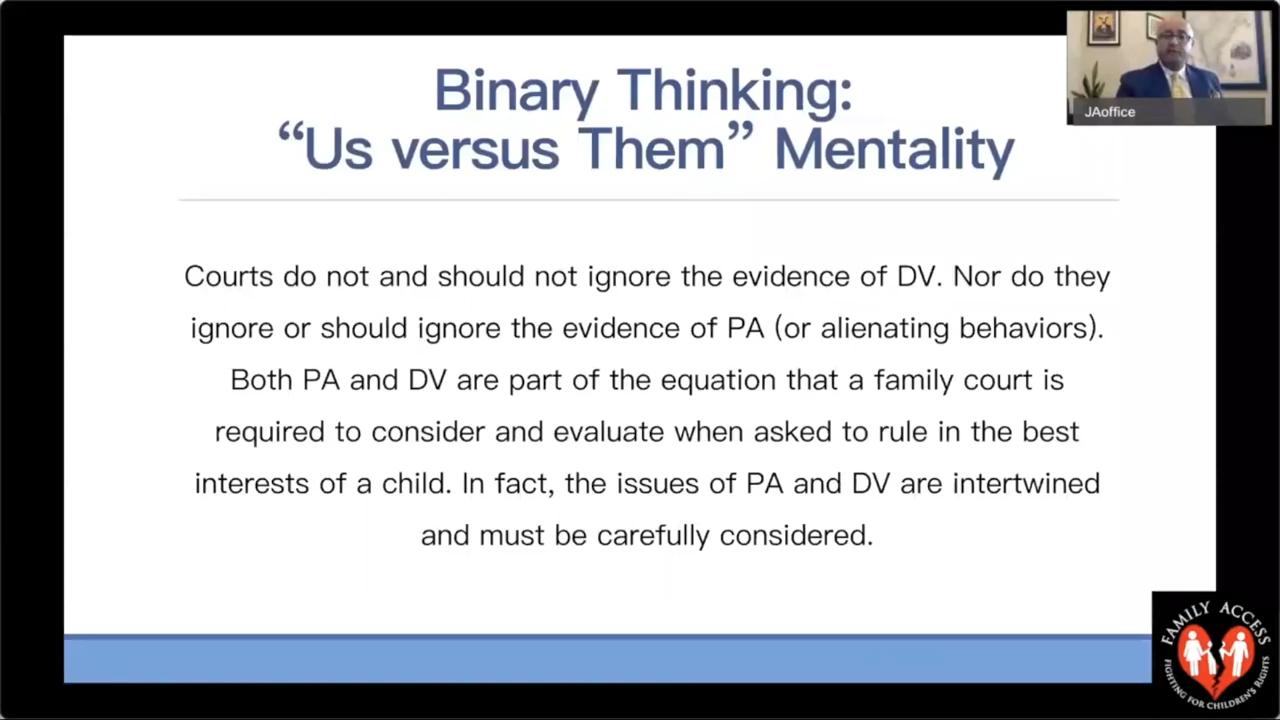 Binary Thinking:
“Us versus Them” Mentality
JAoffice
Courts do not and should not ignore the evidence of DV. Nor do they
ignore or should ignore the evidence of PA (or alienating behaviors).
Both PA and DV are part of the equation that a family court is
required to consider and evaluate when asked to rule in the best
interests of a child. In fact, the issues of PA and DV are intertwined
and must be carefully considered.
FAMILY ACCESS
FIGHTING FOR CHILDREN'S RIGHTS